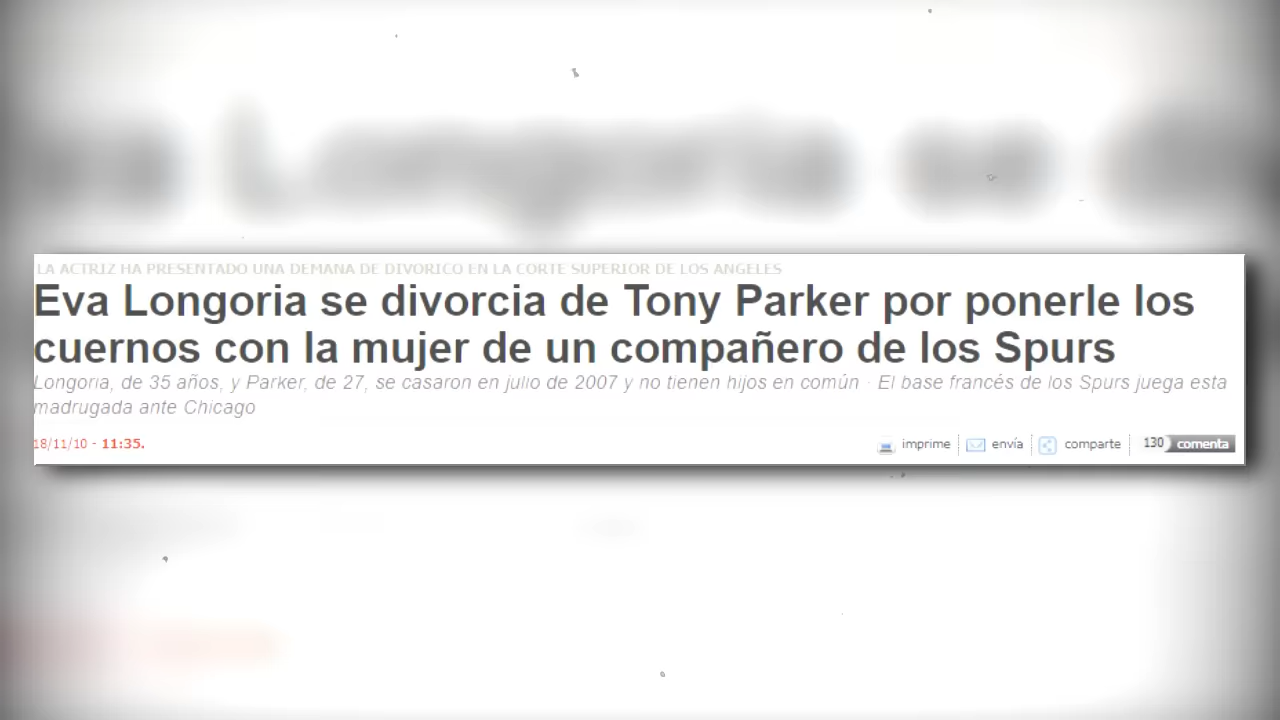 LA ACTRIZ HA PRESENTADO UNA DEMANA DE DIVORICO EN LA CORTE SUPERIOR DE LOS ANGELES
Eva Longoria se divorcia de Tony Parker por ponerle los
cuernos con la mujer de un compañero de los Spurs
Longoria, de 35 años, y Parker, de 27, se casaron en julio de 2007 y no tienen hijos en común · El base francés de los Spurs juega esta
madrugada ante Chicago
18/11/10 - 11:35. imprime envía comparte 130 comenta